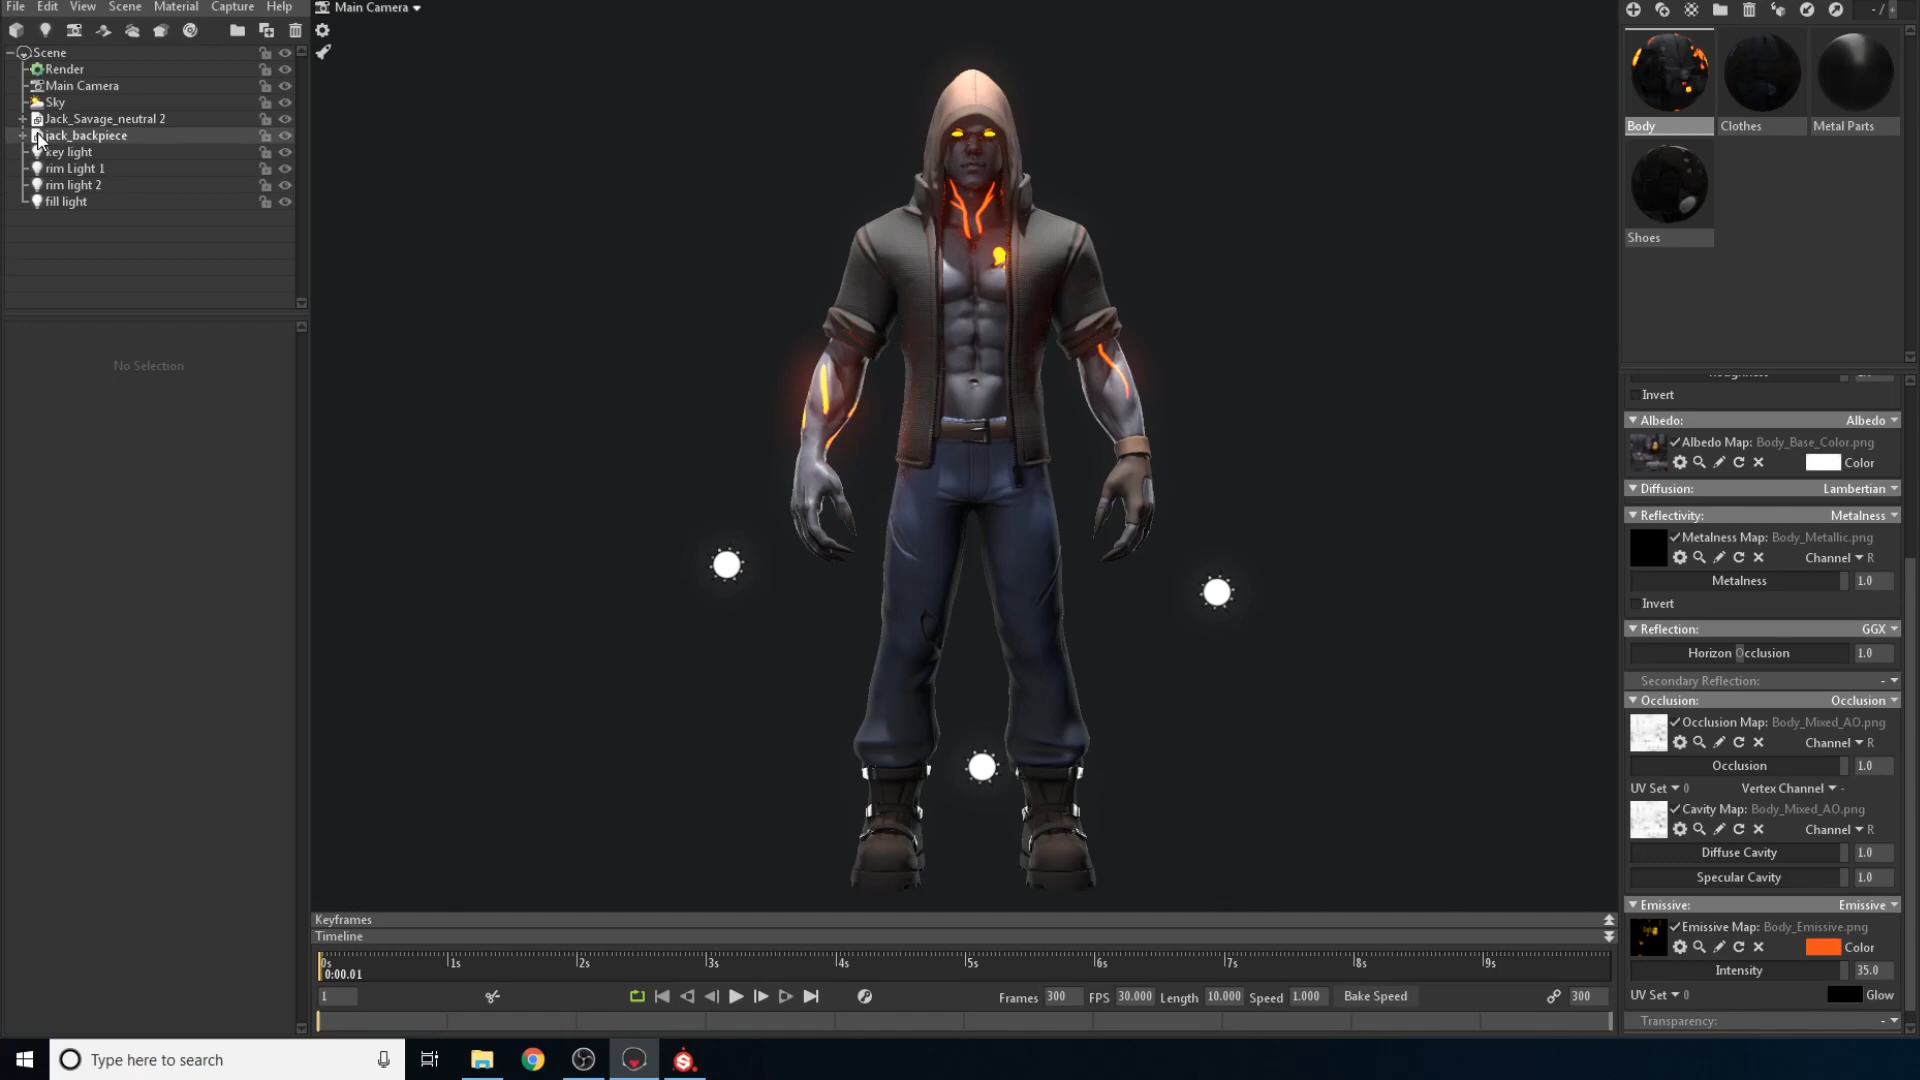 File Edit View Scene Material Capture Help
Main Camera
Scene
Render
Main Camera
Sky
Jack_Savage_neutral 2
jack_backpiece
key light
rim Light 1
rim light 2
fill light
No Selection
- /
Body
Clothes
Metal Parts
Shoes
Invert
Albedo: Albedo
Albedo Map: Body_Base_Color.png
Color
Diffusion: Lambertian
Reflectivity: Metalness
Metalness Map: Body_Metallic.png
Channel R
Metalness 1.0
Invert
Reflection: GGX
Horizon Occlusion 1.0
Secondary Reflection: -
Occlusion: Occlusion
Occlusion Map: Body_Mixed_AO.png
Channel R
Occlusion 1.0
UV Set 0 Vertex Channel -
Cavity Map: Body_Mixed_AO.png
Channel R
Diffuse Cavity 1.0
Specular Cavity 1.0
Emissive: Emissive
Emissive Map: Body_Emissive.png
Color
Intensity 35.0
UV Set 0 Glow
Transparency: -
Keyframes
Timeline
0s 1s 2s 3s 4s 5s 6s 7s 8s 9s
0:00.01
1 Frames 300 FPS 30.000 Length 10.000 Speed 1.000 Bake Speed 300
Type here to search